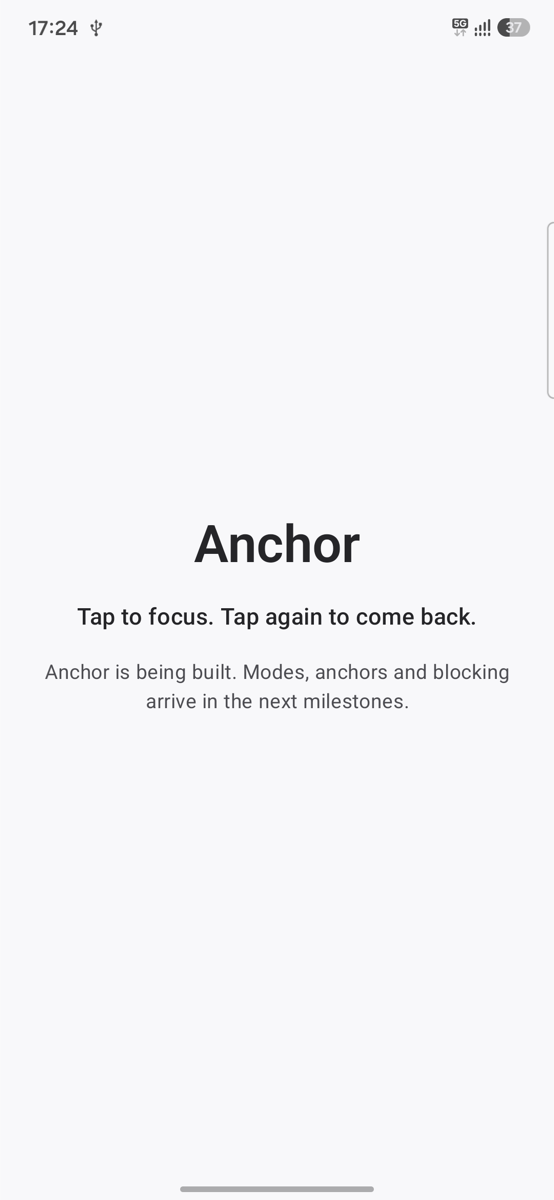 17:24
5G
37
Anchor
Tap to focus. Tap again to come back.
Anchor is being built. Modes, anchors and blocking
arrive in the next milestones.